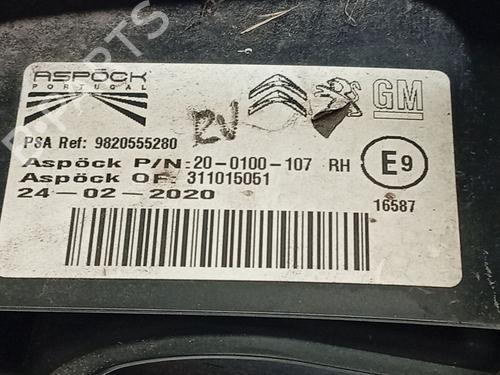 ASPÖCK
PORTUGAL
GM
PSA Ref: 9820555280
Aspöck P/N: 20-0100-107 RH
E9
Aspöck OF: 311015051
24-02-2020
16587